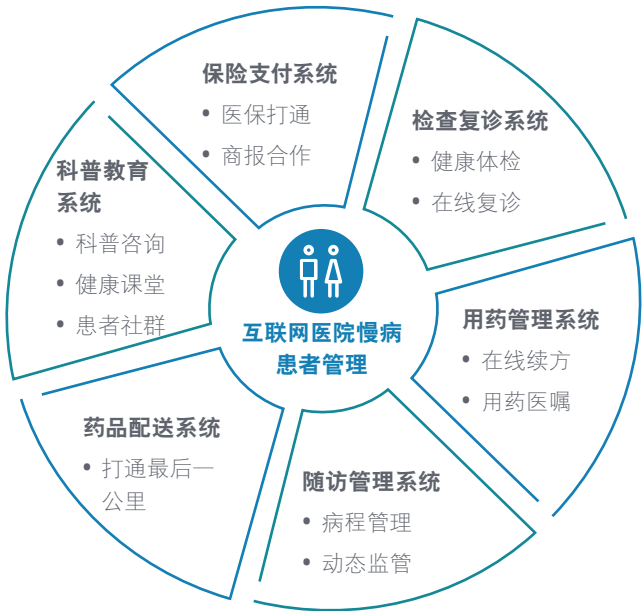 保险支付系统
• 医保打通
• 商报合作
检查复诊系统
• 健康体检
• 在线复诊
科普教育
系统
• 科普咨询
• 健康课堂
• 患者社群
互联网医院慢病
患者管理
用药管理系统
• 在线续方
• 用药医嘱
药品配送系统
• 打通最后一
公里
随访管理系统
• 病程管理
• 动态监管